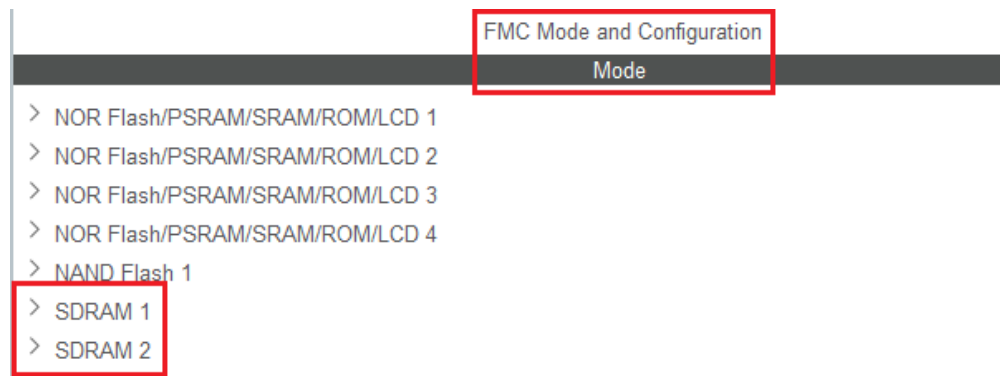 FMC Mode and Configuration
Mode
NOR Flash/PSRAM/SRAM/ROM/LCD 1
NOR Flash/PSRAM/SRAM/ROM/LCD 2
NOR Flash/PSRAM/SRAM/ROM/LCD 3
NOR Flash/PSRAM/SRAM/ROM/LCD 4
NAND Flash 1
SDRAM 1
SDRAM 2